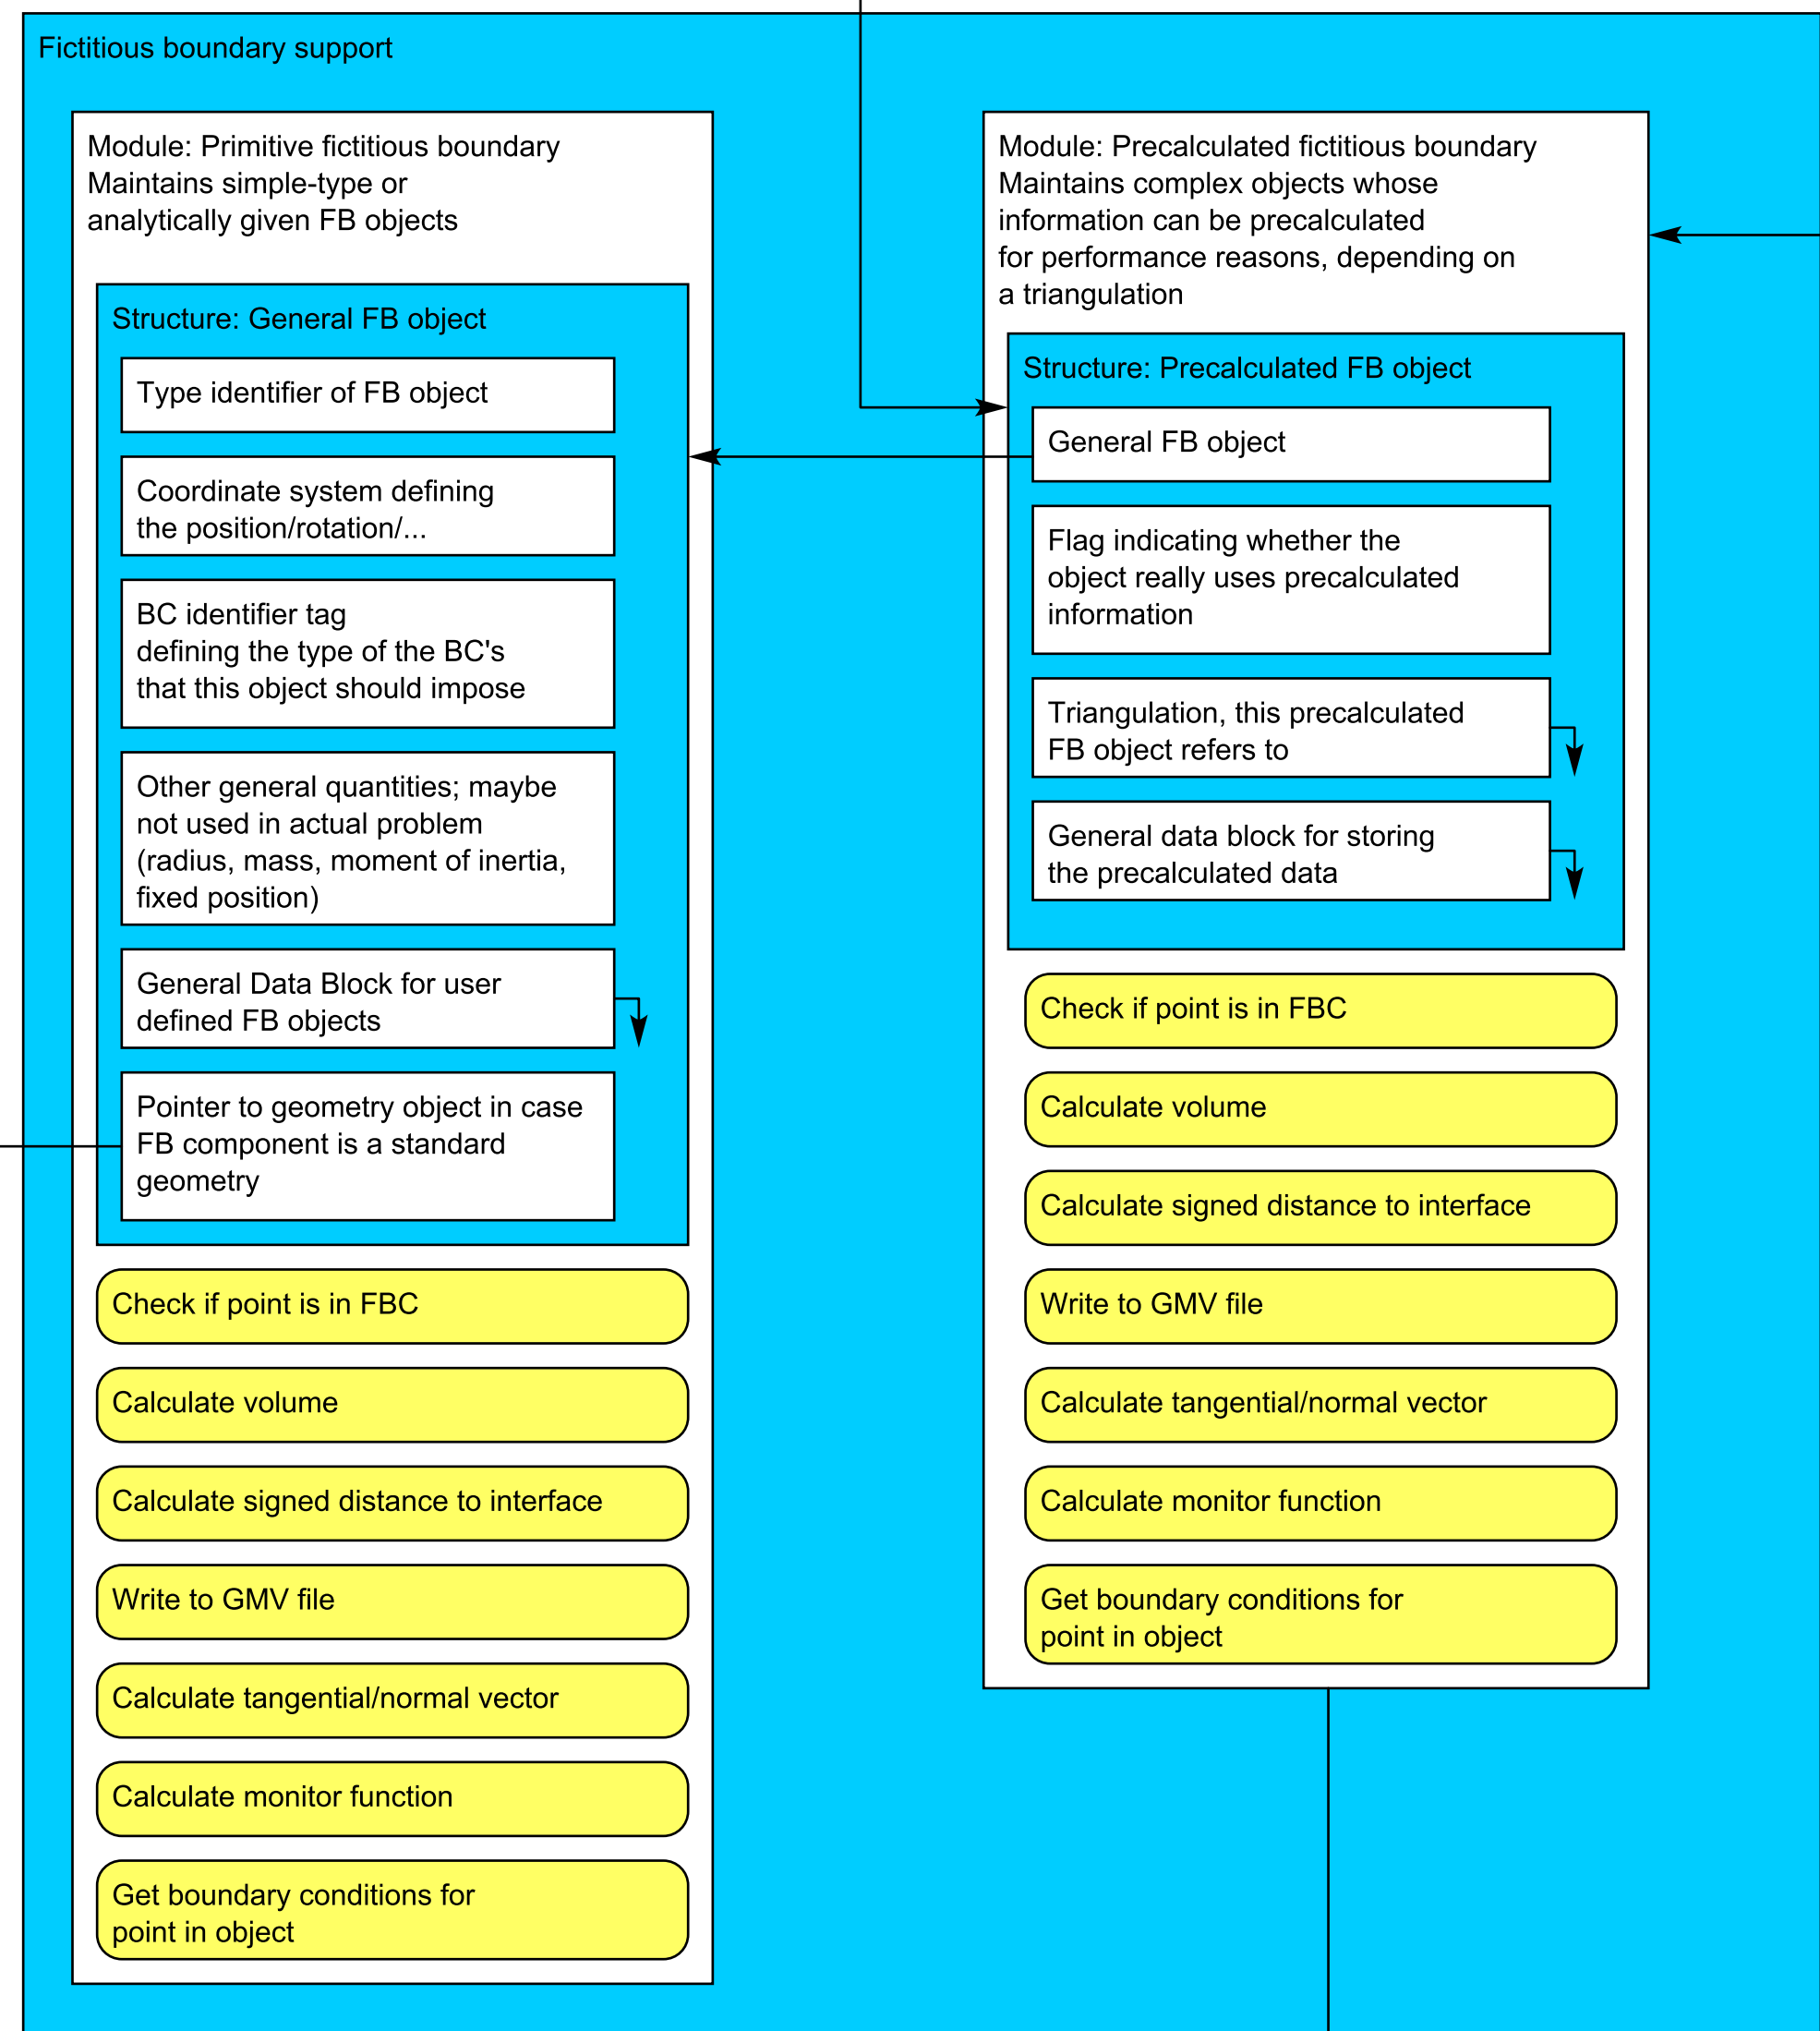 Fictitious boundary support
Module: Primitive fictitious boundary
Maintains simple-type or
analytically given FB objects
Structure: General FB object
Type identifier of FB object
Coordinate system defining
the position/rotation/...
BC identifier tag
defining the type of the BC's
that this object should impose
Other general quantities; maybe
not used in actual problem
(radius, mass, moment of inertia,
fixed position)
General Data Block for user
defined FB objects
Pointer to geometry object in case
FB component is a standard
geometry
Check if point is in FBC
Calculate volume
Calculate signed distance to interface
Write to GMV file
Calculate tangential/normal vector
Calculate monitor function
Get boundary conditions for
point in object
Module: Precalculated fictitious boundary
Maintains complex objects whose
information can be precalculated
for performance reasons, depending on
a triangulation
Structure: Precalculated FB object
General FB object
Flag indicating whether the
object really uses precalculated
information
Triangulation, this precalculated
FB object refers to
General data block for storing
the precalculated data
Check if point is in FBC
Calculate volume
Calculate signed distance to interface
Write to GMV file
Calculate tangential/normal vector
Calculate monitor function
Get boundary conditions for
point in object